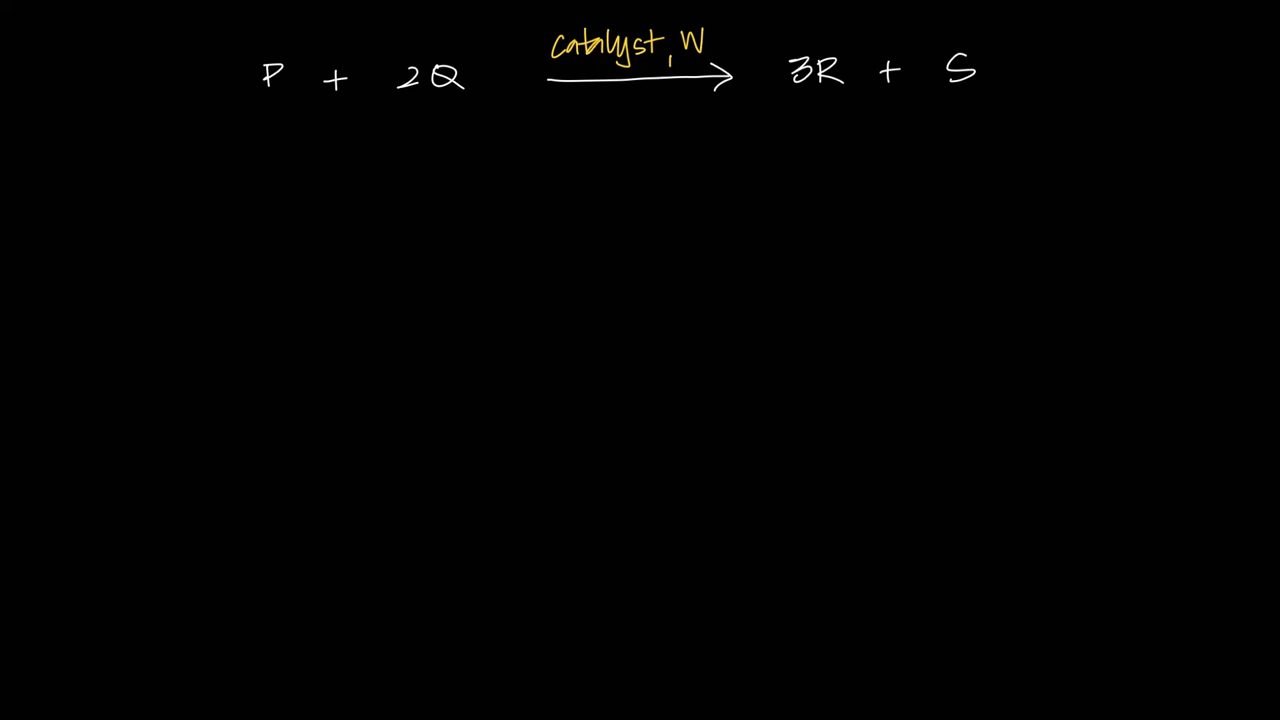 catalyst, W
P + 2Q → 3R + S